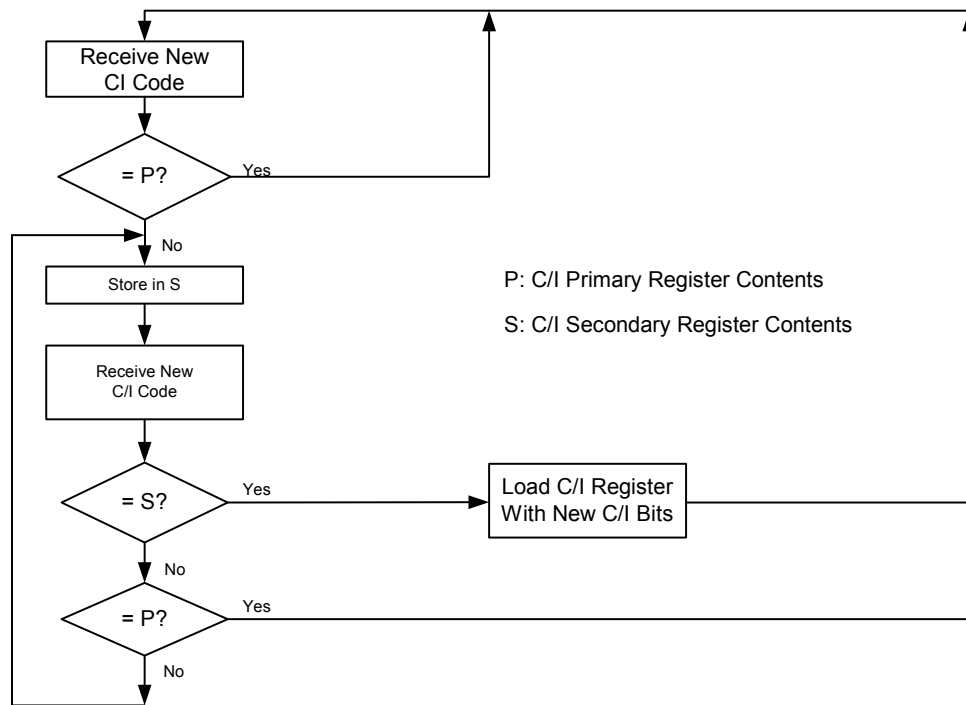 Receive New
CI Code
= P?
Yes
No
Store in S
P: C/I Primary Register Contents
S: C/I Secondary Register Contents
Receive New
C/I Code
= S?
Yes
Load C/I Register
With New C/I Bits
No
= P?
Yes
No